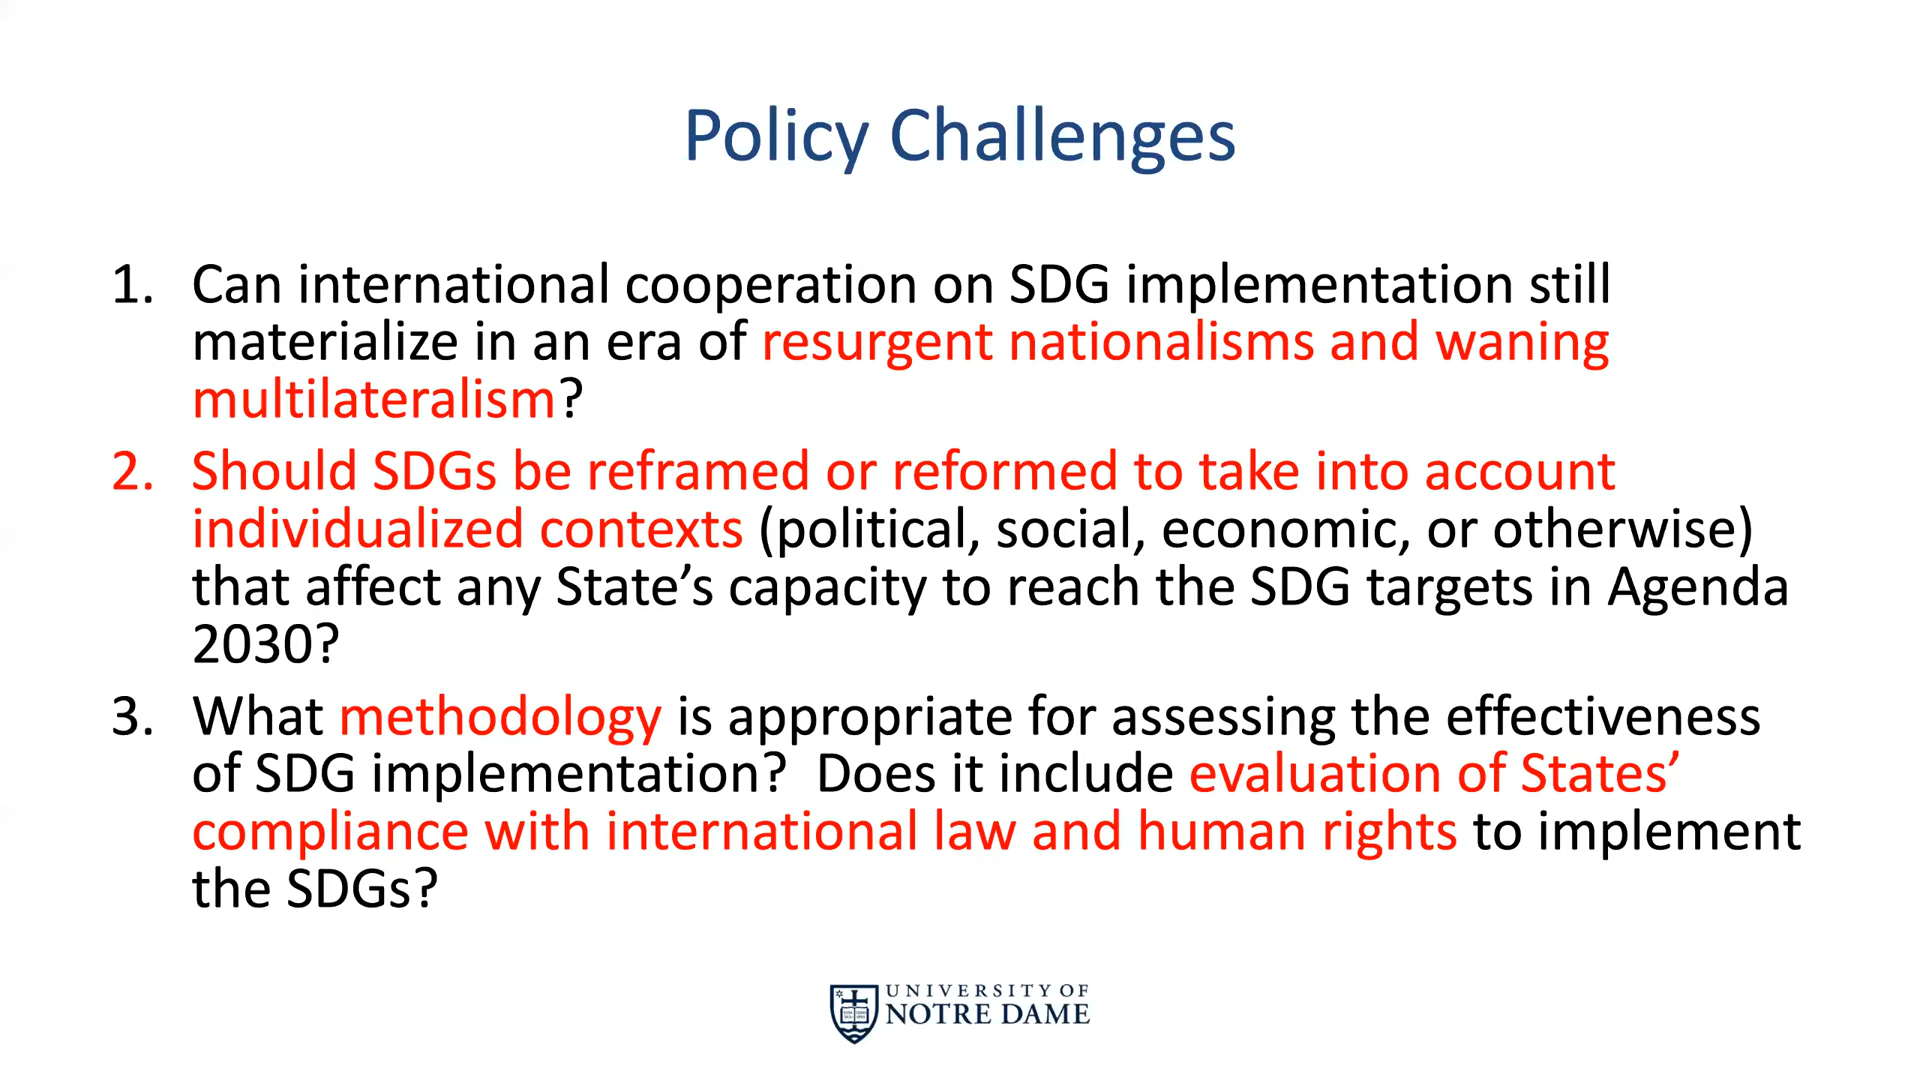 Policy Challenges
1. Can international cooperation on SDG implementation still
materialize in an era of resurgent nationalisms and waning
multilateralism?
2. Should SDGs be reframed or reformed to take into account
individualized contexts (political, social, economic, or otherwise)
that affect any State’s capacity to reach the SDG targets in Agenda
2030?
3. What methodology is appropriate for assessing the effectiveness
of SDG implementation?  Does it include evaluation of States’
compliance with international law and human rights to implement
the SDGs?
UNIVERSITY OF
NOTRE DAME